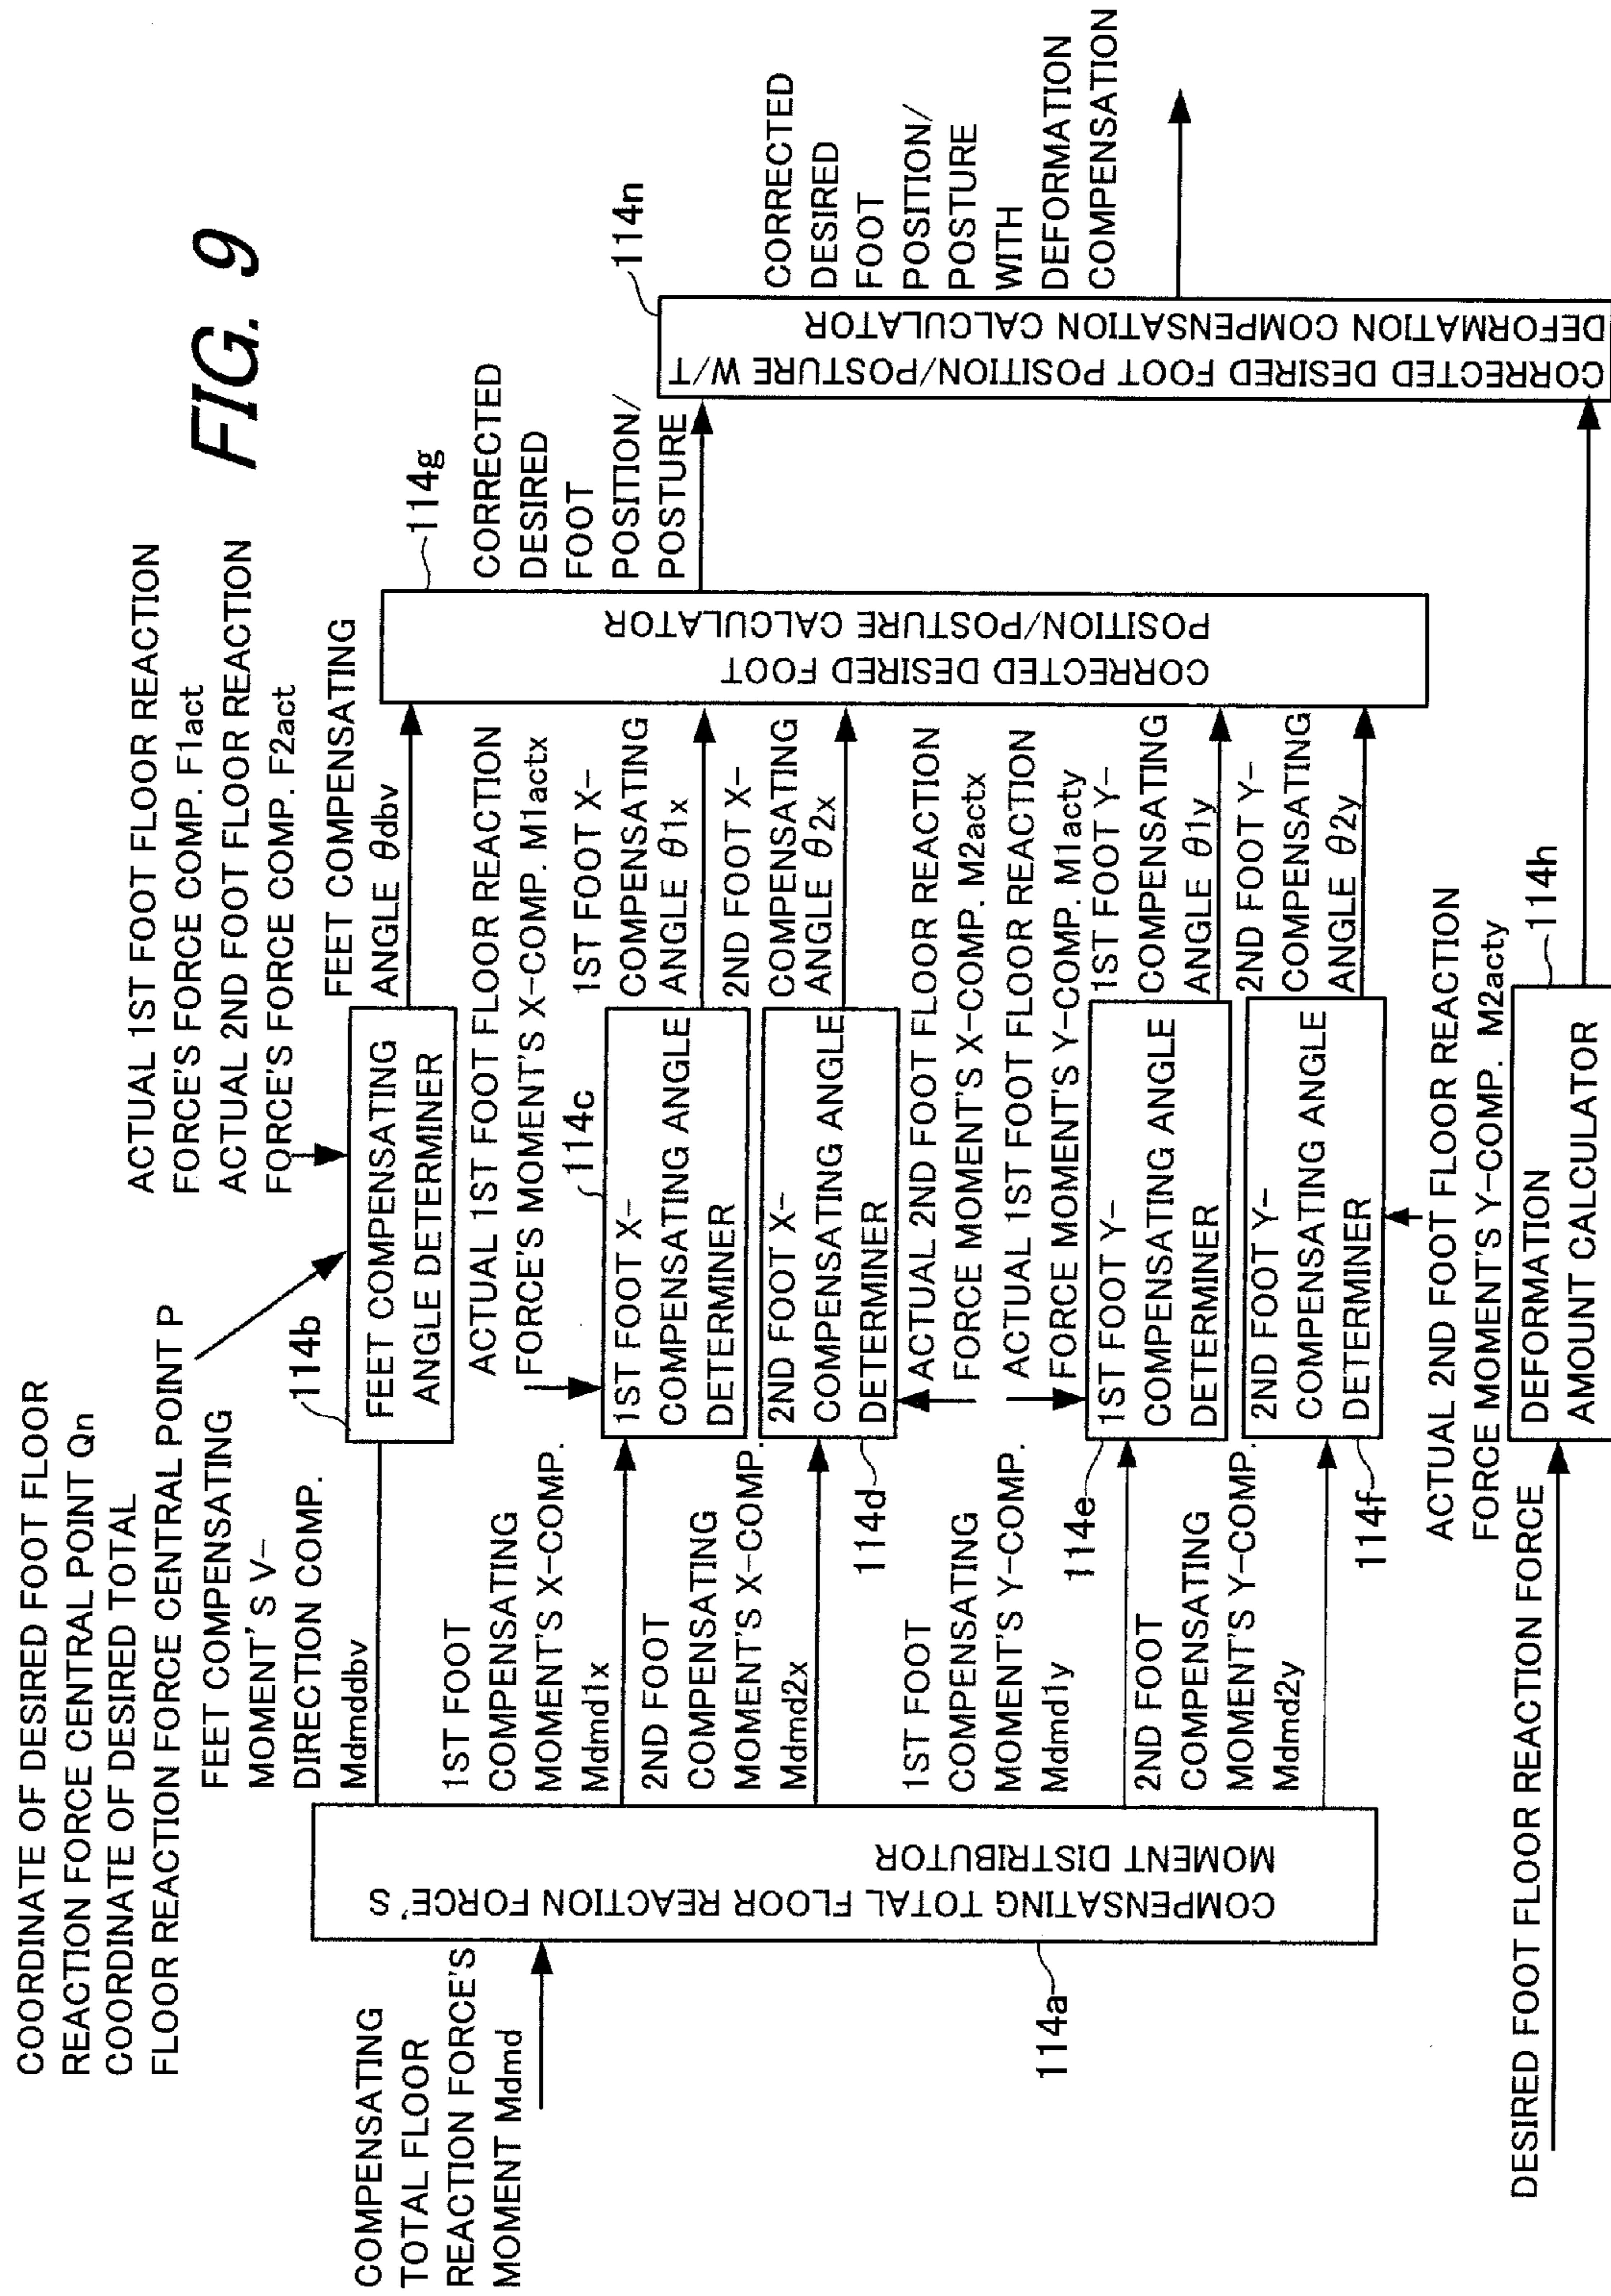 FIG. 9
COORDINATE OF DESIRED FOOT FLOOR
REACTION FORCE CENTRAL POINT Qn
COORDINATE OF DESIRED TOTAL
FLOOR REACTION FORCE CENTRAL POINT P
ACTUAL 1ST FOOT FLOOR REACTION
FORCE'S FORCE COMP. F1act
ACTUAL 2ND FOOT FLOOR REACTION
FORCE'S FORCE COMP. F2act
COMPENSATING
TOTAL FLOOR
REACTION FORCE'S
MOMENT Mdmd
114a
COMPENSATING TOTAL FLOOR REACTION FORCE'S
MOMENT DISTRIBUTOR
FEET COMPENSATING
MOMENT'S V-
DIRECTION COMP.
Mdmddbv
114b
FEET COMPENSATING
ANGLE DETERMINER
FEET COMPENSATING
ANGLE θdbv
1ST FOOT
COMPENSATING
MOMENT'S X-COMP.
Mdmd1x
ACTUAL 1ST FOOT FLOOR REACTION
FORCE'S MOMENT'S X-COMP. M1actx
114c
1ST FOOT X-
COMPENSATING ANGLE
DETERMINER
1ST FOOT X-
COMPENSATING
ANGLE θ1x
2ND FOOT
COMPENSATING
MOMENT'S X-COMP.
Mdmd2x
114d
2ND FOOT X-
COMPENSATING ANGLE
DETERMINER
2ND FOOT X-
COMPENSATING
ANGLE θ2x
ACTUAL 2ND FOOT FLOOR REACTION
FORCE MOMENT'S X-COMP. M2actx
ACTUAL 1ST FOOT FLOOR REACTION
FORCE MOMENT'S Y-COMP. M1acty
1ST FOOT
COMPENSATING
MOMENT'S Y-COMP.
Mdmd1y
114e
1ST FOOT Y-
COMPENSATING ANGLE
DETERMINER
1ST FOOT Y-
COMPENSATING
ANGLE θ1y
2ND FOOT
COMPENSATING
MOMENT'S Y-COMP.
Mdmd2y
114f
2ND FOOT Y-
COMPENSATING ANGLE
DETERMINER
2ND FOOT Y-
COMPENSATING
ANGLE θ2y
ACTUAL 2ND FOOT FLOOR REACTION
FORCE MOMENT'S Y-COMP. M2acty
114g
CORRECTED DESIRED FOOT
POSITION/POSTURE CALCULATOR
CORRECTED
DESIRED
FOOT
POSITION/
POSTURE
DESIRED FOOT FLOOR REACTION FORCE
114h
DEFORMATION
AMOUNT CALCULATOR
114n
CORRECTED DESIRED FOOT POSITION/POSTURE W/T
DEFORMATION COMPENSATION CALCULATOR
CORRECTED
DESIRED
FOOT
POSITION/
POSTURE
WITH
DEFORMATION
COMPENSATION